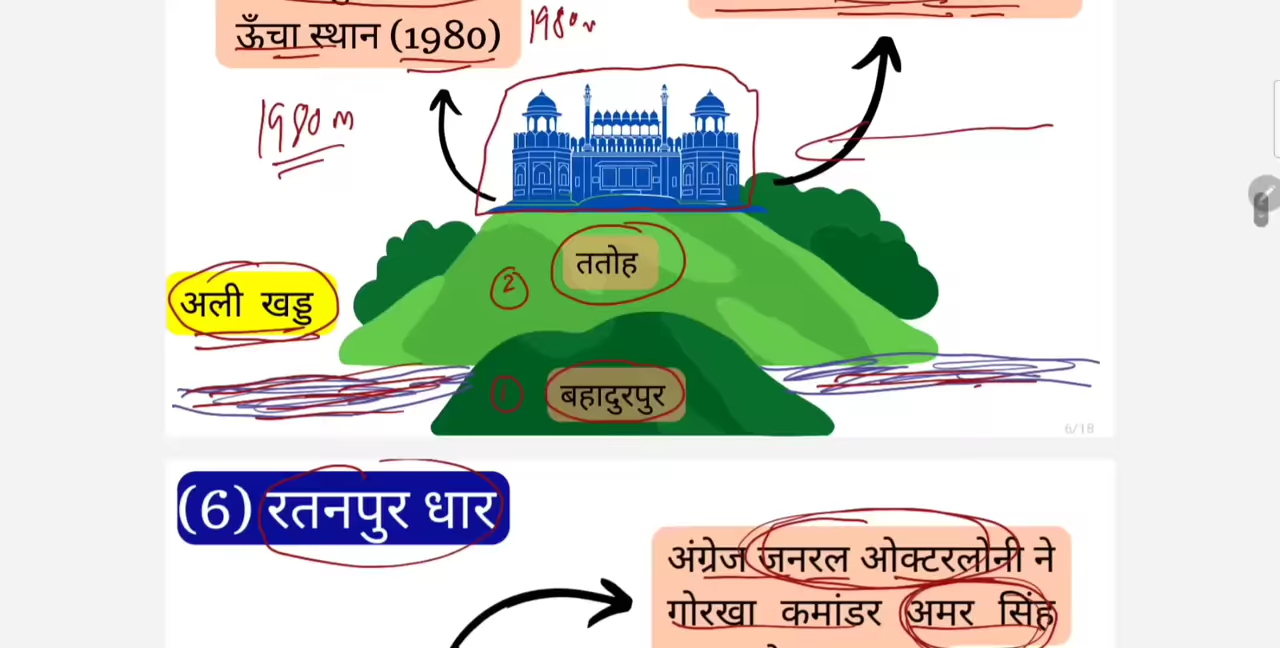 ऊँचा स्थान (1980)
1980m
1980 m
ततोह
2
अली खड्ड
1
बहादुरपुर
6/18
(6) रतनपुर धार
अंग्रेज जनरल ओक्टरलोनी ने
गोरखा कमांडर अमर सिंह